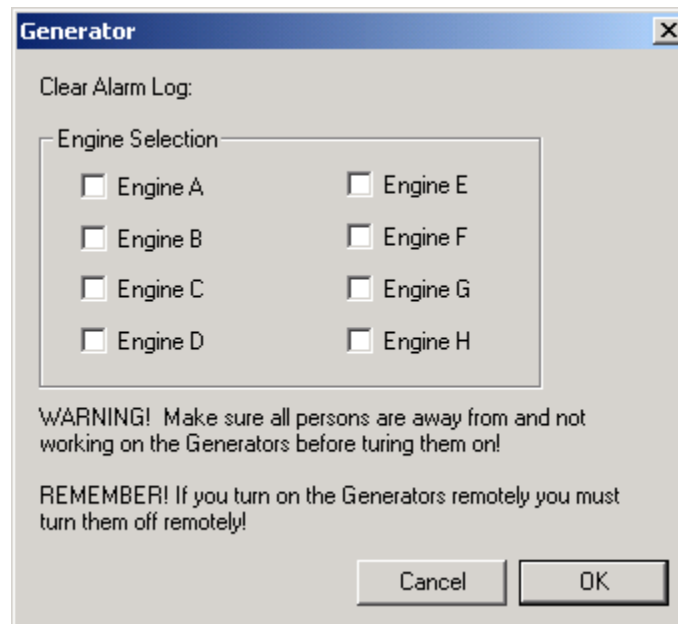 Generator
Clear Alarm Log:
Engine Selection
Engine A
Engine E
Engine B
Engine F
Engine C
Engine G
Engine D
Engine H
WARNING!  Make sure all persons are away from and not
working on the Generators before turing them on!
REMEMBER! If you turn on the Generators remotely you must
turn them off remotely!
Cancel
OK